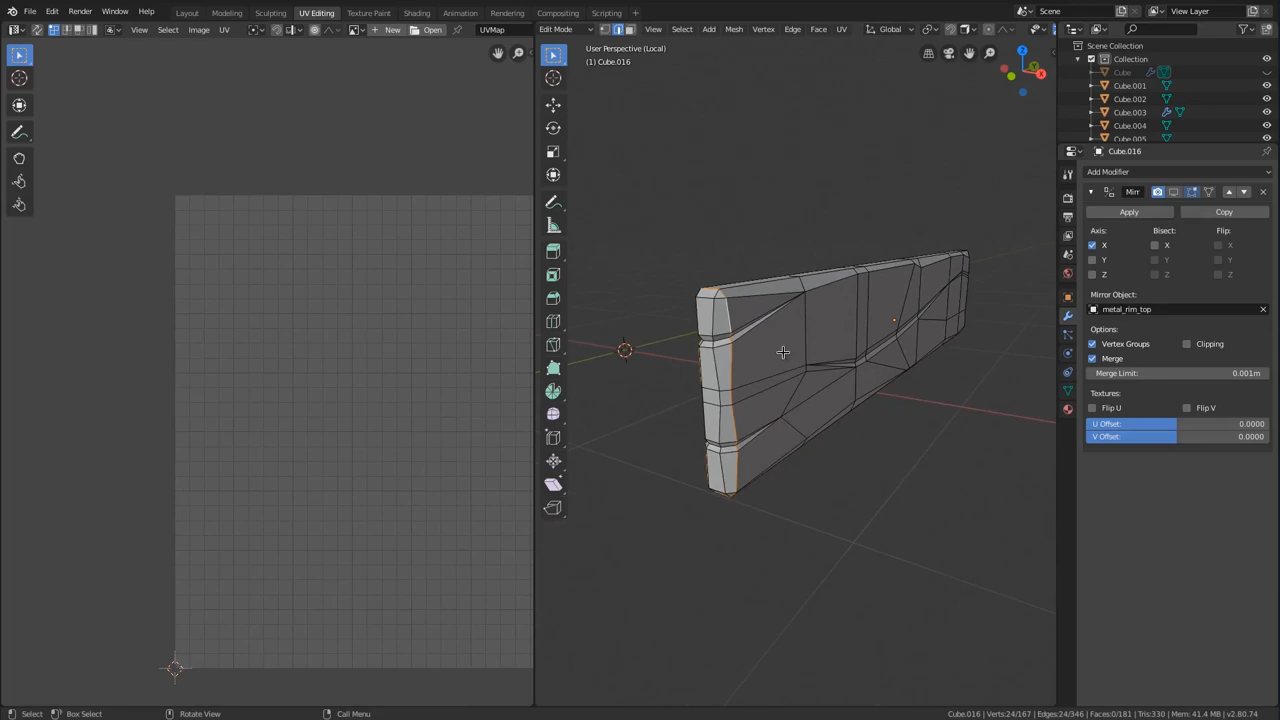 File Edit Render Window Help Layout Modeling Sculpting UV Editing Texture Paint Shading Animation Rendering Compositing Scripting + Scene View Layer
View Select Image UV New Open UVMap Edit Mode View Select Add Mesh Vertex Edge Face UV Global
User Perspective (Local)
(1) Cube.016
X
Y
Z
Scene Collection
Collection
Cube
Cube.001
Cube.002
Cube.003
Cube.004
Cube.005
Cube.016
Add Modifier
Mirr
Apply Copy
Axis: Bisect: Flip:
X X X
Y Y Y
Z Z Z
Mirror Object:
metal_rim_top
Options:
Vertex Groups Clipping
Merge
Merge Limit: 0.001m
Textures:
Flip U Flip V
U Offset: 0.0000
V Offset: 0.0000
Select Box Select Rotate View Call Menu Cube.016 | Verts:24/167 | Edges:24/346 | Faces:0/181 | Tris:330 | Mem: 41.4 MB | v2.80.74